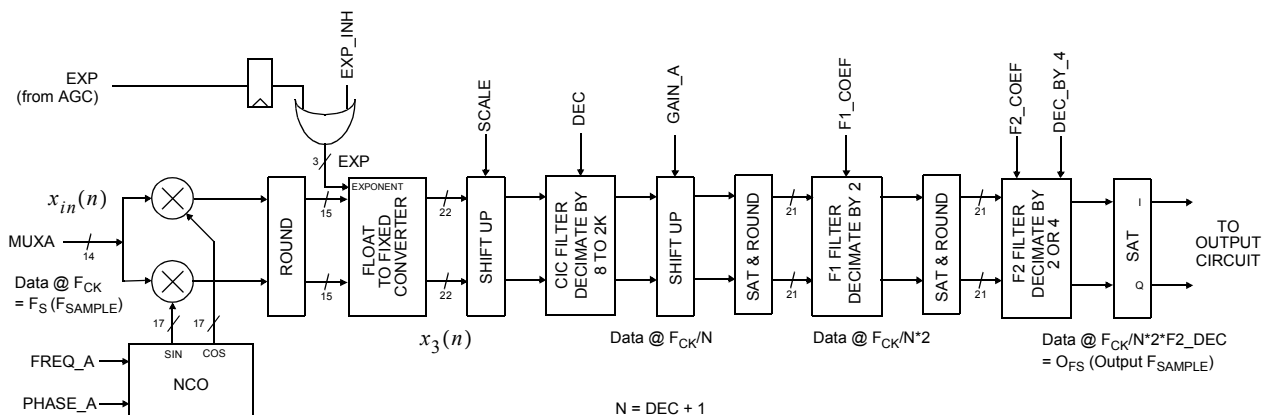 EXP
(from AGC)
EXP_INH
3
EXP
SCALE
DEC
GAIN_A
F1_COEF
F2_COEF
DEC_BY_4
x_in(n)
MUXA
14
Data @ F_CK
= F_S (F_SAMPLE)
17
17
SIN
COS
NCO
FREQ_A
PHASE_A
ROUND
15
15
EXPONENT
FLOAT
TO FIXED
CONVERTER
22
22
x_3(n)
SHIFT UP
CIC FILTER
DECIMATE BY
8 TO 2K
SHIFT UP
Data @ F_CK/N
SAT & ROUND
21
21
F1 FILTER
DECIMATE BY 2
Data @ F_CK/N*2
SAT & ROUND
21
21
F2 FILTER
DECIMATE BY
2 OR 4
I
SAT
Q
TO
OUTPUT
CIRCUIT
Data @ F_CK/N*2*F2_DEC
= O_FS (Output F_SAMPLE)
N = DEC + 1